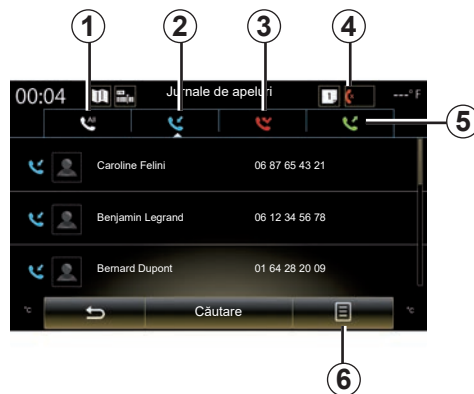 1
2
3
4
00:04
Jurnale de apeluri
1
---°F
All
5
Caroline Felini
06 87 65 43 21
Benjamin Legrand
06 12 34 56 78
Bernard Dupont
01 64 28 20 09
°C
Căutare
°C
6